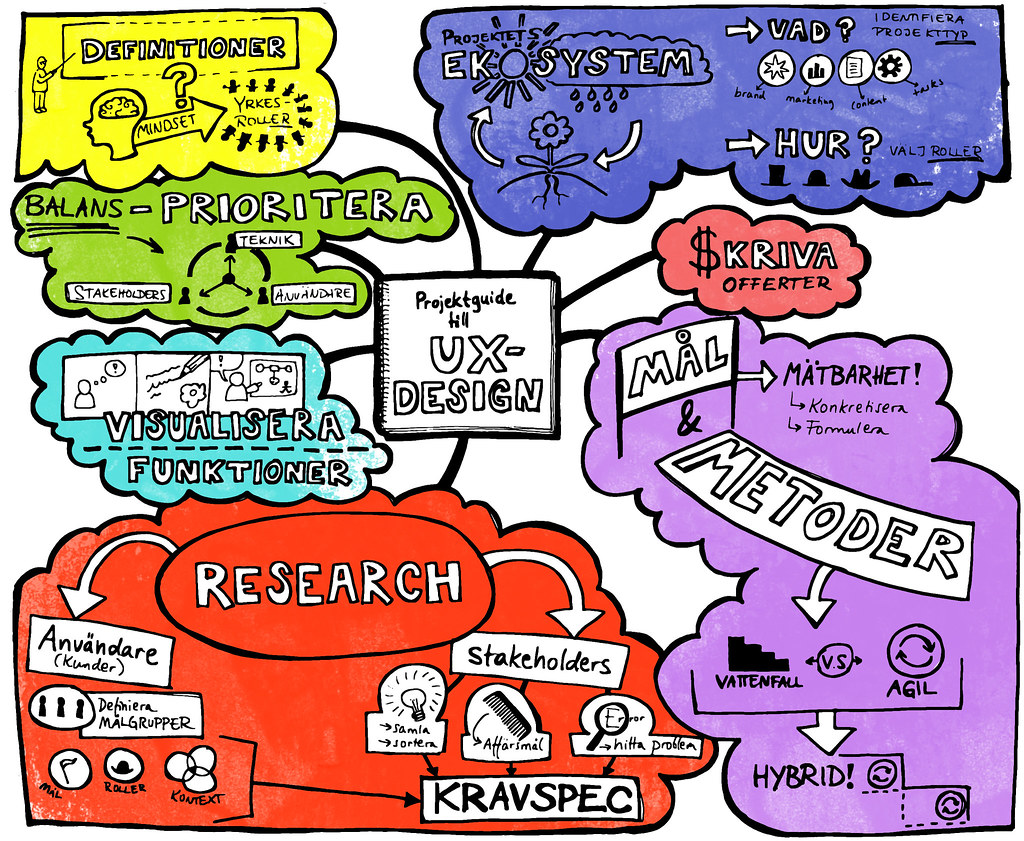 DEFINITIONER
?
MINDSET
YRKES-
ROLLER
PROJEKTETS
EKOSYSTEM
VAD?
IDENTIFIERA
PROJEKTTYP
brand
marketing
content
tasks
HUR?
VÄLJ ROLLER
BALANS - PRIORITERA
TEKNIK
STAKEHOLDERS
ANVÄNDARE
$KRIVA
OFFERTER
Projektguide
till
UX-
DESIGN
!
!
VISUALISERA
FUNKTIONER
MÅL
&
METODER
MÄTBARHET!
Konkretisera
Formulera
VATTENFALL
V.S
AGIL
HYBRID!
RESEARCH
Användare
(Kunder)
Definiera
MÅLGRUPPER
MÅL
ROLLER
KONTEXT
Stakeholders
samla
sortera
Affärsmål
Error
hitta problem
KRAVSPEC